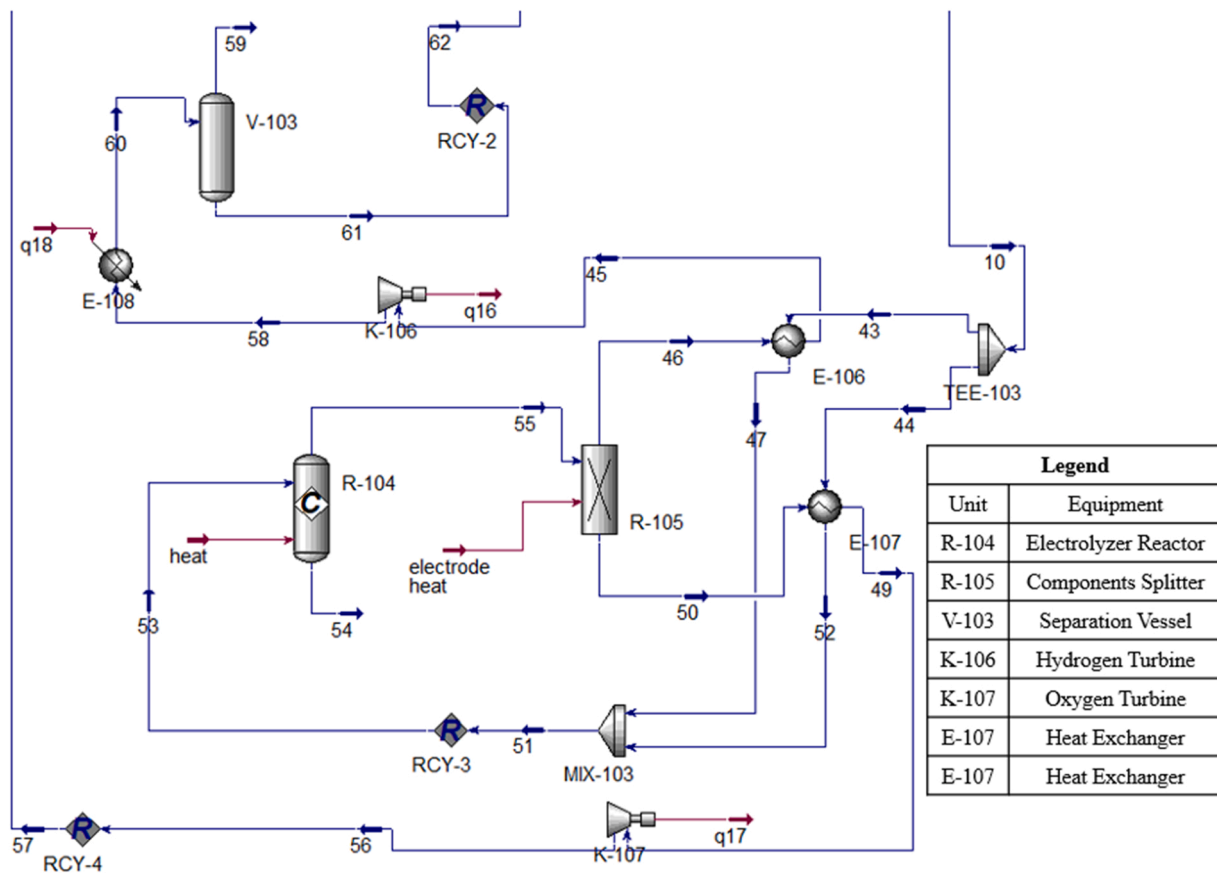 59
62
60
V-103
RCY-2
61
q18
E-108
45
10
q16
K-106
58
43
46
E-106
TEE-103
44
47
55
R-104
R-105
E-107
heat
electrode
heat
49
53
54
50
52
51
RCY-3
MIX-103
57
RCY-4
56
K-107
q17
C
R
R
R
Legend
Unit Equipment
R-104 Electrolyzer Reactor
R-105 Components Splitter
V-103 Separation Vessel
K-106 Hydrogen Turbine
K-107 Oxygen Turbine
E-107 Heat Exchanger
E-107 Heat Exchanger